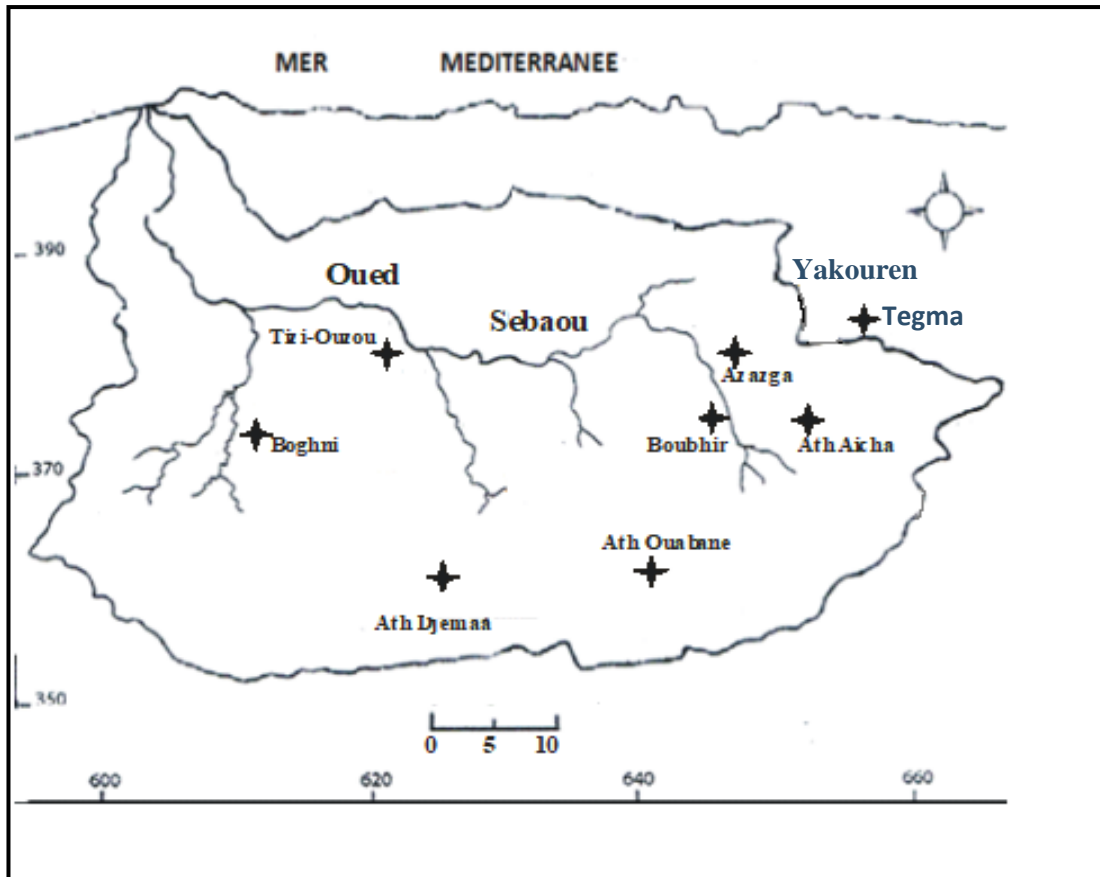 MER MEDITERRANEE
390
Yakouren
Oued
Tegma
Sebaou
Tizi-Ouzou
Azazga
Boghni
Boubhir
Ath Aicha
370
Ath Ouabane
Ath Djemaa
350
0 5 10
600 620 640 660